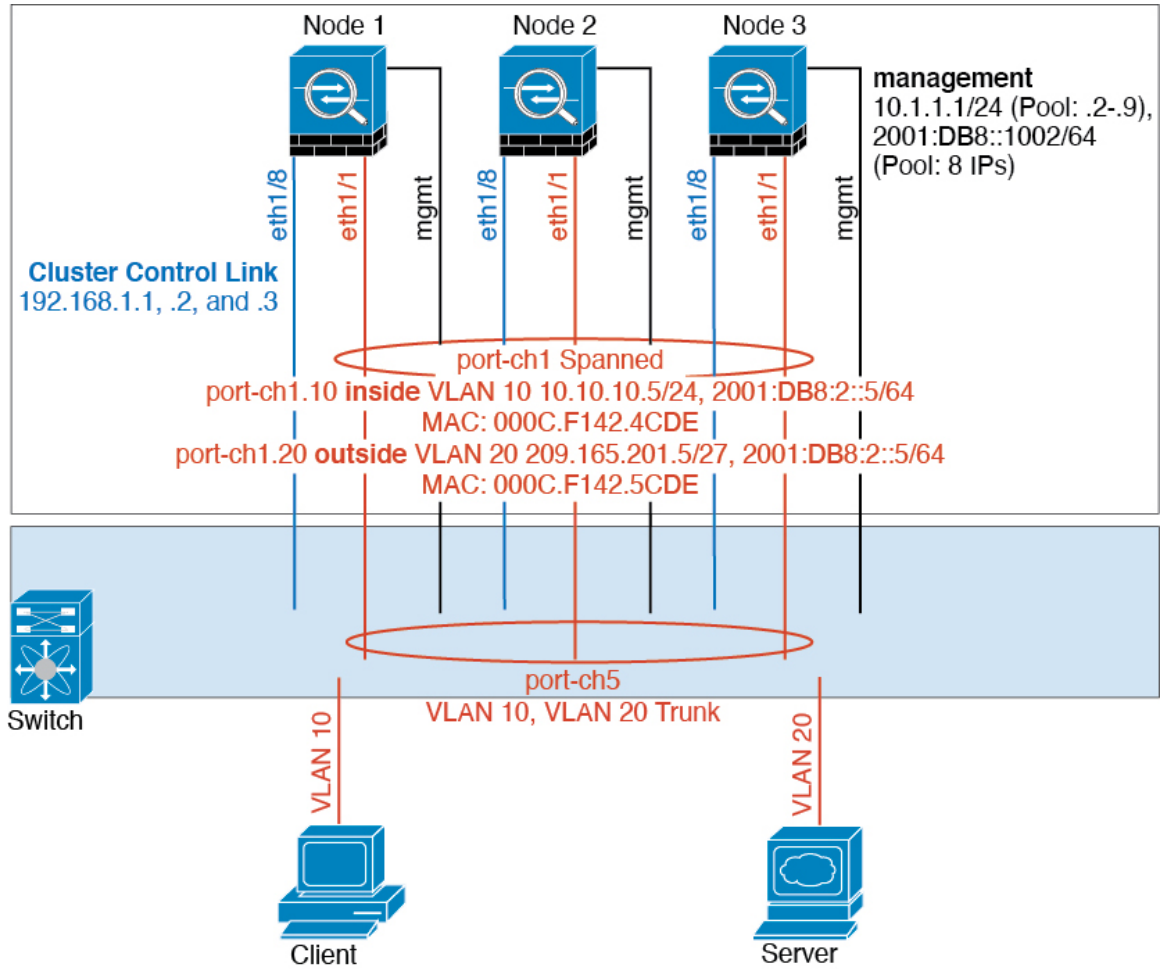 Node 1
Node 2
Node 3
management
10.1.1.1/24 (Pool: .2-.9),
2001:DB8::1002/64
(Pool: 8 IPs)
eth1/8
eth1/1
mgmt
eth1/8
eth1/1
mgmt
eth1/8
eth1/1
mgmt
Cluster Control Link
192.168.1.1, .2, and .3
port-ch1 Spanned
port-ch1.10 inside VLAN 10 10.10.10.5/24, 2001:DB8:2::5/64
MAC: 000C.F142.4CDE
port-ch1.20 outside VLAN 20 209.165.201.5/27, 2001:DB8:2::5/64
MAC: 000C.F142.5CDE
Switch
port-ch5
VLAN 10, VLAN 20 Trunk
VLAN 10
VLAN 20
Client
Server